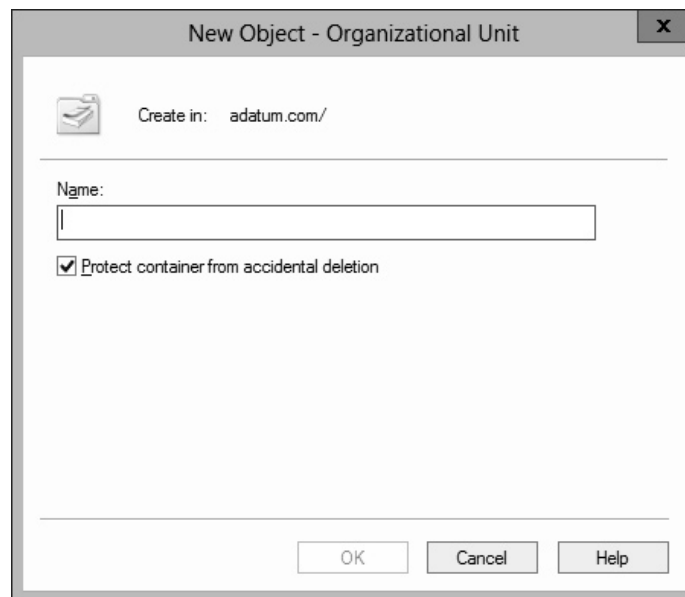 New Object - Organizational Unit
x
Create in: adatum.com/
Name:
Protect container from accidental deletion
OK Cancel Help